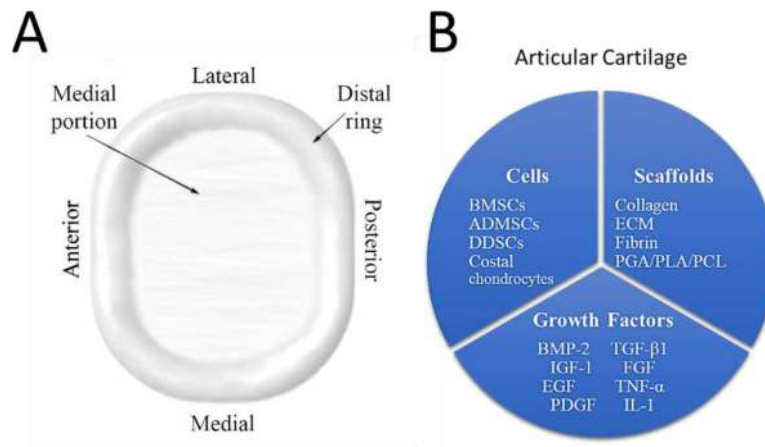 A
Lateral
Medial
portion
Distal
ring
Anterior
Posterior
Medial
B
Articular Cartilage
Cells
BMSCs
ADMSCs
DDSCs
Costal
chondrocytes
Scaffolds
Collagen
ECM
Fibrin
PGA/PLA/PCL
Growth Factors
BMP-2 TGF-β1
IGF-1 FGF
EGF TNF-α
PDGF IL-1